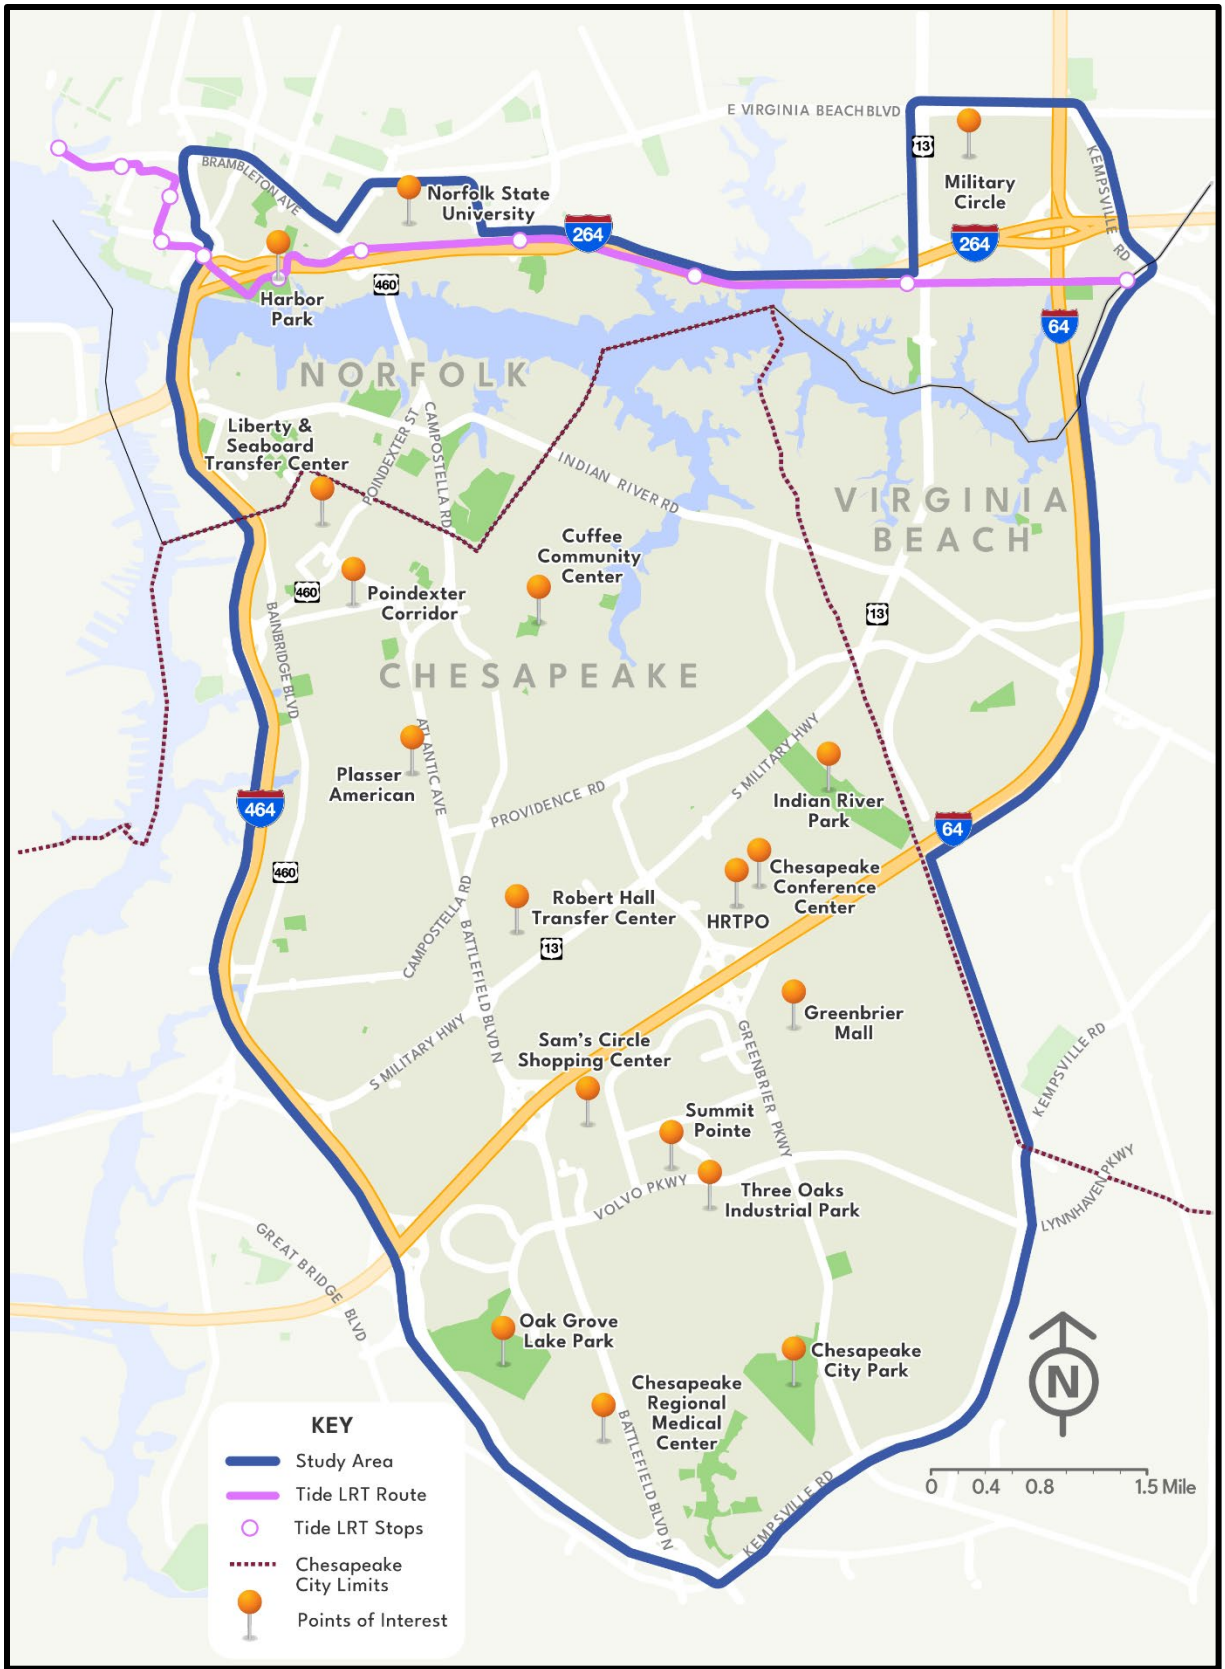 E VIRGINIA BEACH BLVD
13
Military
Circle
KEMPSVILLE RD
BRAMBLETON AVE
Norfolk State
University
264
264
460
Harbor
Park
64
NORFOLK
Liberty &
Seaboard
Transfer Center
POINDEXTER ST
CAMPOSTELLA RD
INDIAN RIVER RD
VIRGINIA
BEACH
Cuffee
Community
Center
460
Poindexter
Corridor
13
BAINBRIDGE BLVD
CHESAPEAKE
ATLANTIC AVE
Plasser
American
S MILITARY HWY
PROVIDENCE RD
Indian River
Park
464
64
460
Chesapeake
Conference
Center
HRTPO
Robert Hall
Transfer Center
CAMPOSTELLA RD
BATTLEFIELD BLVD N
13
Greenbrier
Mall
S MILITARY HWY
Sam's Circle
Shopping Center
GREENBRIER PKWY
KEMPSVILLE RD
Summit
Pointe
VOLVO PKWY
Three Oaks
Industrial Park
LYNNHAVEN PKWY
GREAT BRIDGE BLVD
Oak Grove
Lake Park
Chesapeake
City Park
Chesapeake
Regional
Medical
Center
BATTLEFIELD BLVD N
KEMPSVILLE RD
N
0 0.4 0.8 1.5 Mile
KEY
Study Area
Tide LRT Route
Tide LRT Stops
Chesapeake
City Limits
Points of Interest